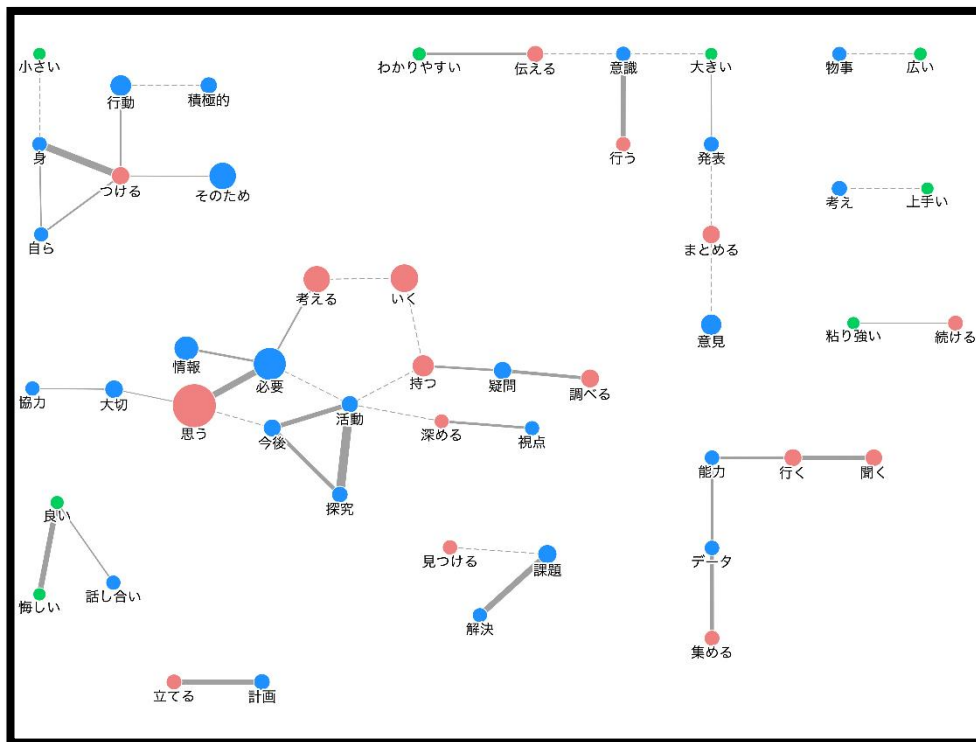 小さい
わかりやすい
伝える
意識
大きい
物事
広い
行動
積極的
身
行う
発表
つける
そのため
考え
上手い
自ら
まとめる
考える
いく
粘り強い
続ける
意見
情報
必要
持つ
疑問
調べる
協力
大切
思う
今後
活動
深める
視点
能力
行く
聞く
探究
良い
見つける
課題
データ
悔しい
話し合い
解決
集める
立てる
計画